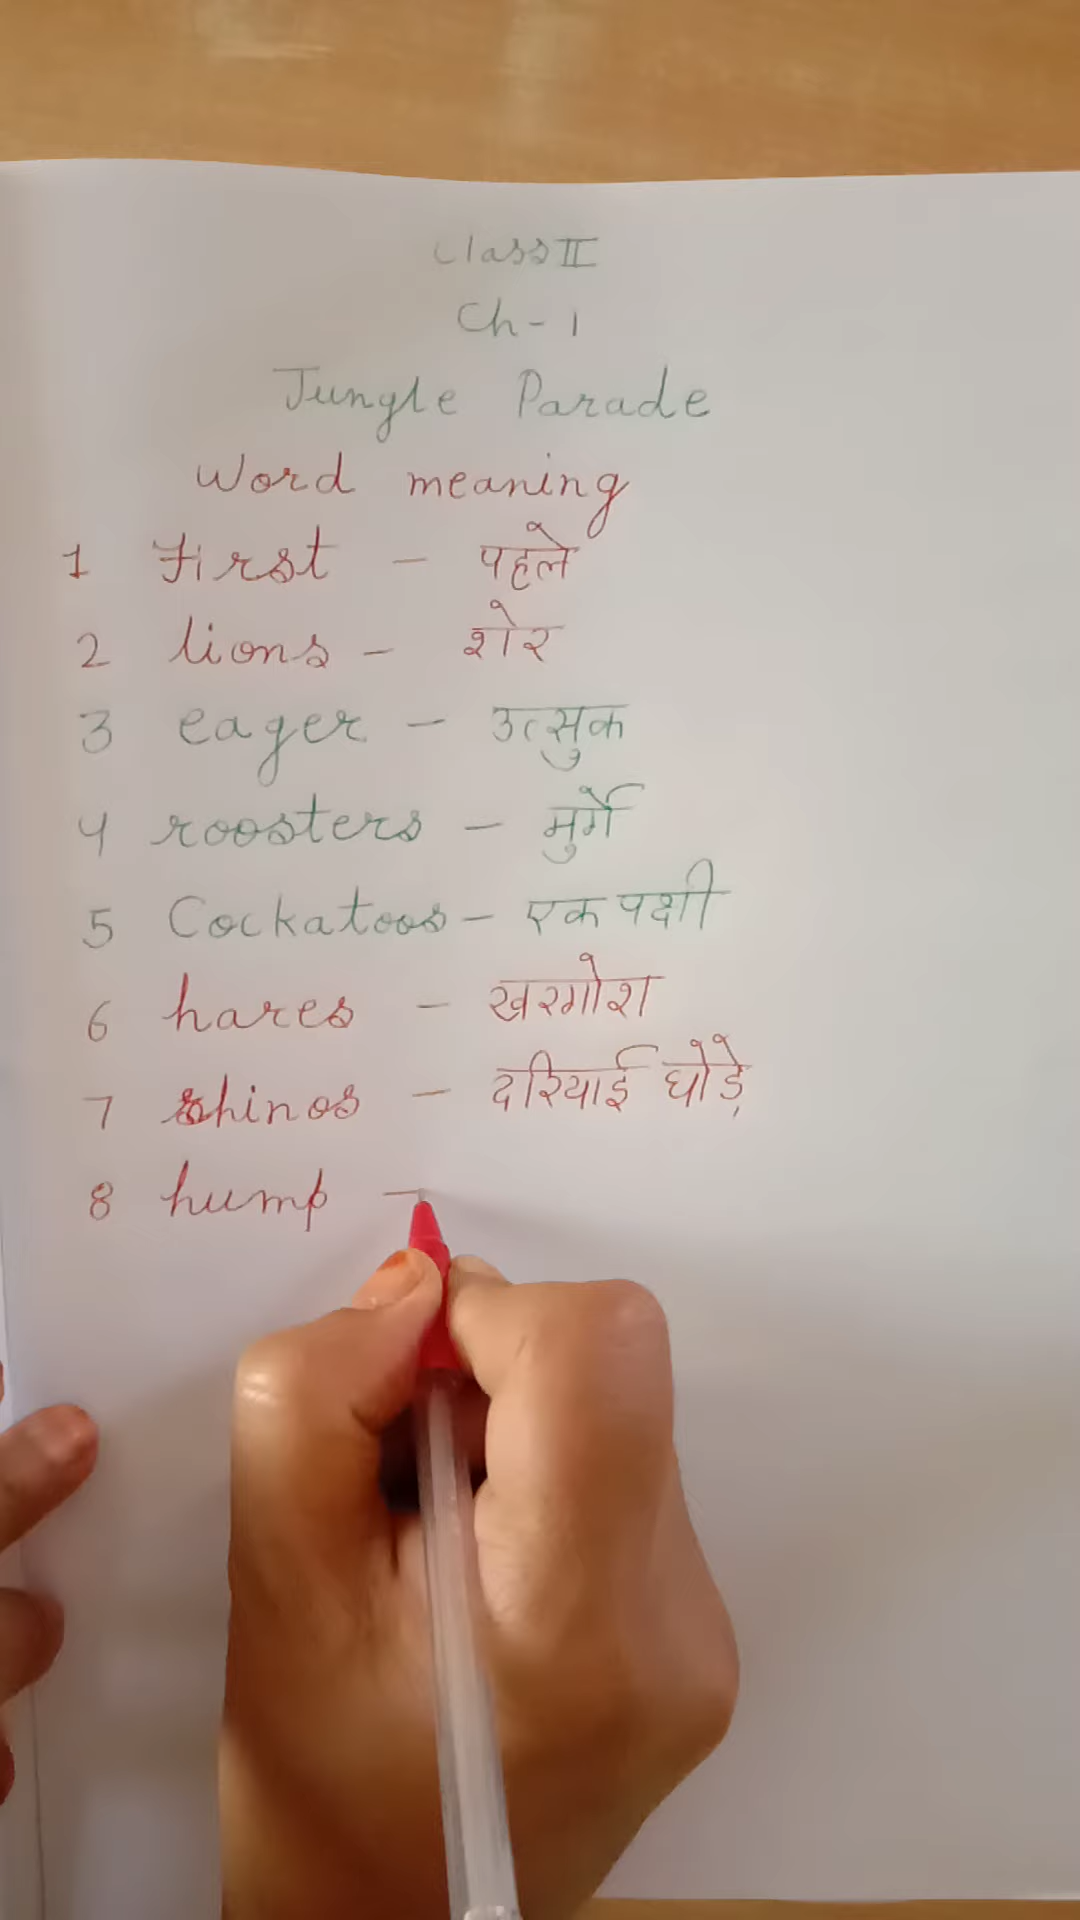 Class II
Ch - 1
Jungle Parade
Word meaning
1 First - पहले
2 lions - शेर
3 eager - उत्सुक
4 roosters - मुर्गे
5 Cockatoos - एक पक्षी
6 hares - खरगोश
7 rhinos - दरियाई घोड़े
8 hump -